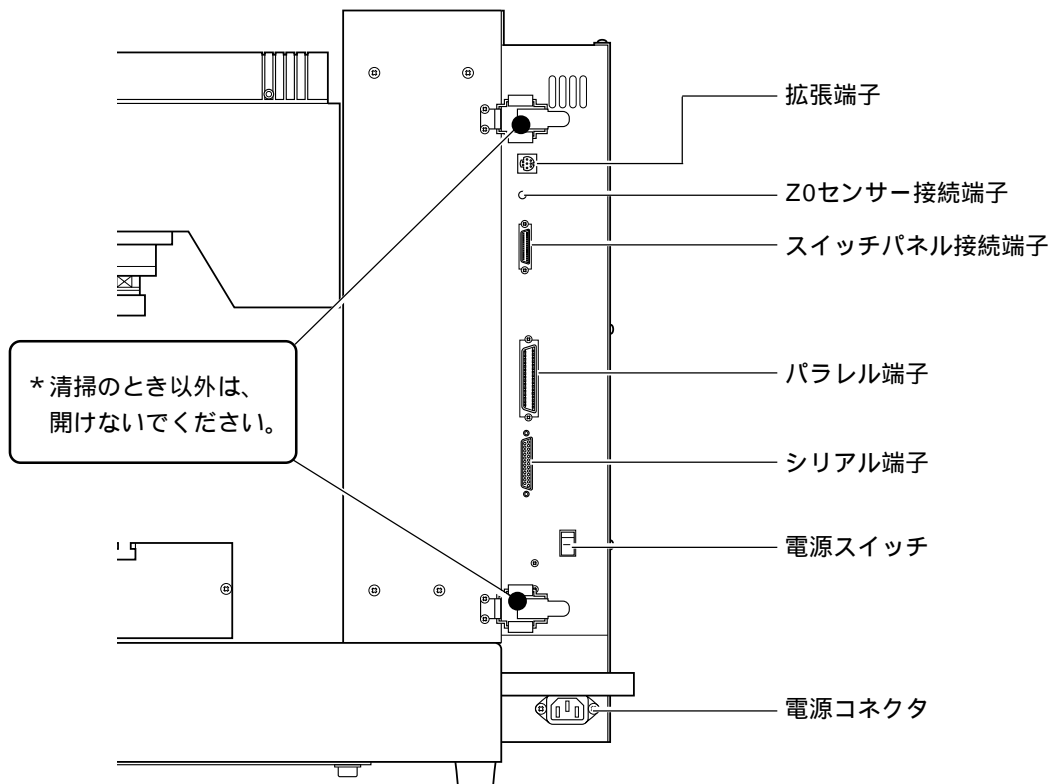 拡張端子
Z0センサー接続端子
スイッチパネル接続端子
パラレル端子
*清掃のとき以外は、
開けないでください。
シリアル端子
電源スイッチ
電源コネクタ